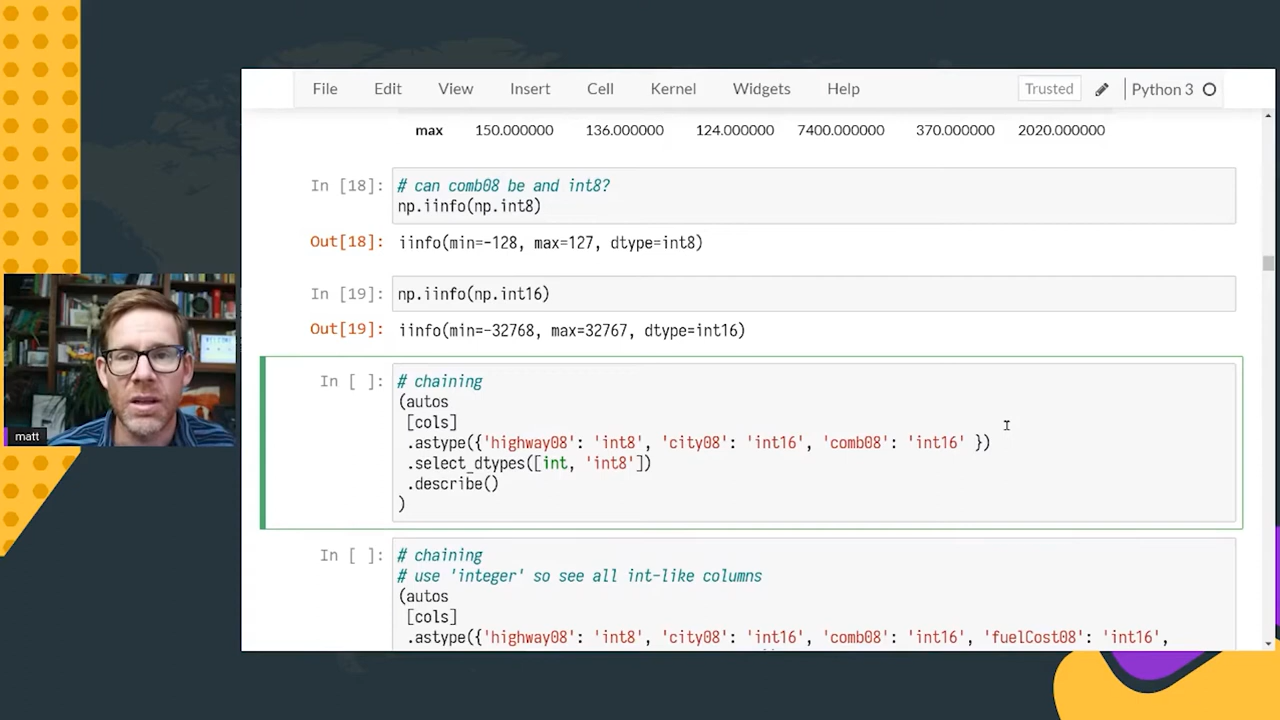 File Edit View Insert Cell Kernel Widgets Help Trusted Python 3
max 150.000000 136.000000 124.000000 7400.000000 370.000000 2020.000000
In [18]: # can comb08 be and int8?
np.iinfo(np.int8)
Out[18]: iinfo(min=-128, max=127, dtype=int8)
In [19]: np.iinfo(np.int16)
Out[19]: iinfo(min=-32768, max=32767, dtype=int16)
In [ ]: # chaining
(autos
[cols]
.astype({'highway08': 'int8', 'city08': 'int16', 'comb08': 'int16' })
.select_dtypes([int, 'int8'])
.describe()
)
matt
In [ ]: # chaining
# use 'integer' so see all int-like columns
(autos
[cols]
.astype({'highway08': 'int8', 'city08': 'int16', 'comb08': 'int16', 'fuelCost08': 'int16',